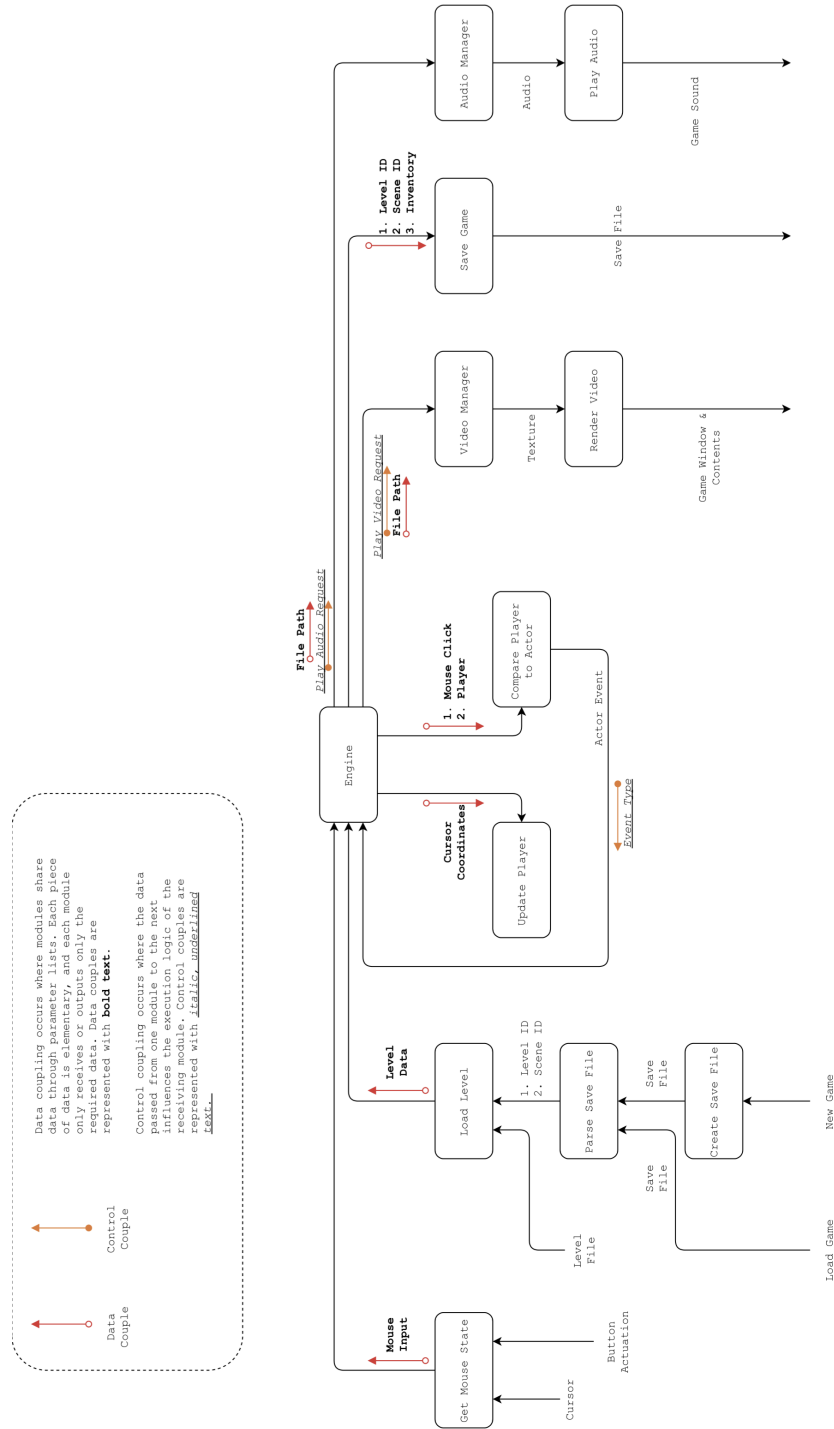 Data
Couple
Control
Couple
Data coupling occurs where modules share
data through parameter lists. Each piece
of data is elementary, and each module
only receives or outputs only the
required data. Data couples are
represented with bold text.
Control coupling occurs where the data
passed from one module to the next
influences the execution logic of the
receiving module. Control couples are
represented with italic, underlined
text.
File Path
Play Audio Request
Engine
Play Video Request
File Path
1. Level ID
2. Scene ID
3. Inventory
Mouse
Input
Level
Data
Cursor
Coordinates
1. Mouse Click
2. Player
Get Mouse State
Load Level
Video Manager
Save Game
Audio Manager
Update Player
Compare Player
to Actor
1. Level ID
2. Scene ID
Texture
Audio
Cursor
Button
Actuation
Level
File
Parse Save File
Actor Event
Event Type
Render Video
Play Audio
Save
File
Save
File
Create Save File
Save File
Game Window &
Contents
Game Sound
Load Game
New Game